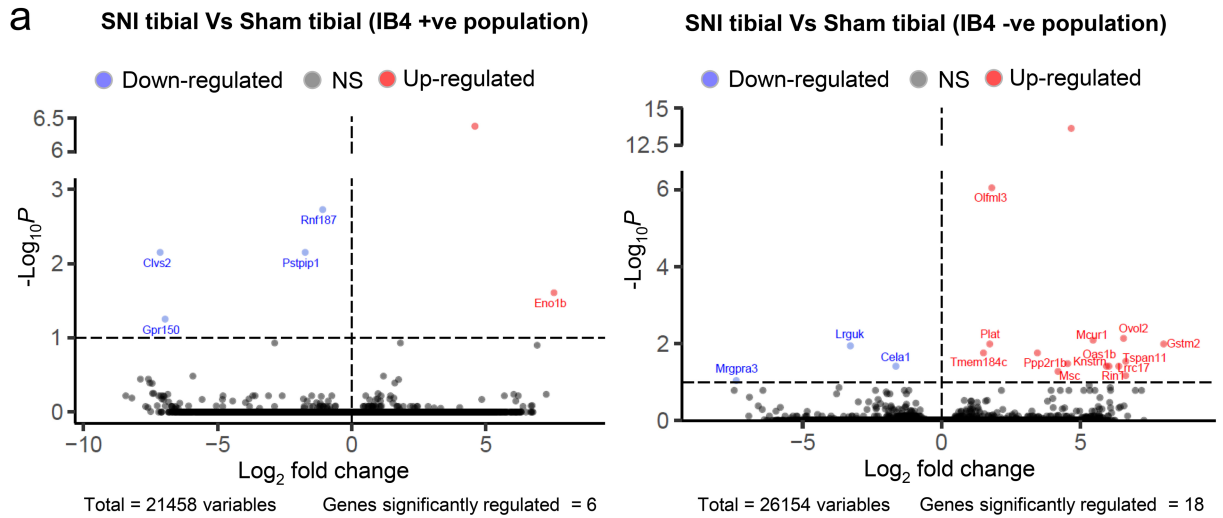 a
SNI tibial Vs Sham tibial (IB4 +ve population)
Down-regulated NS Up-regulated
6.5
6
3
2
1
0
-Log10P
Rnf187
Clvs2
Pstpip1
Eno1b
Gpr150
−10 −5 0 5
Log2 fold change
Total = 21458 variables Genes significantly regulated = 6
SNI tibial Vs Sham tibial (IB4 -ve population)
Down-regulated NS Up-regulated
15
12.5
6
4
2
0
-Log10P
Olfml3
Lrguk
Plat
Mcur1
Ovol2
Gstm2
Cela1
Tmem184c
Ppp2r1b
Knstrn
Oas1b
Tspan11
Mrgpra3
Msc
Rin1
Lrrc17
−5 0 5
Log2 fold change
Total = 26154 variables Genes significantly regulated = 18